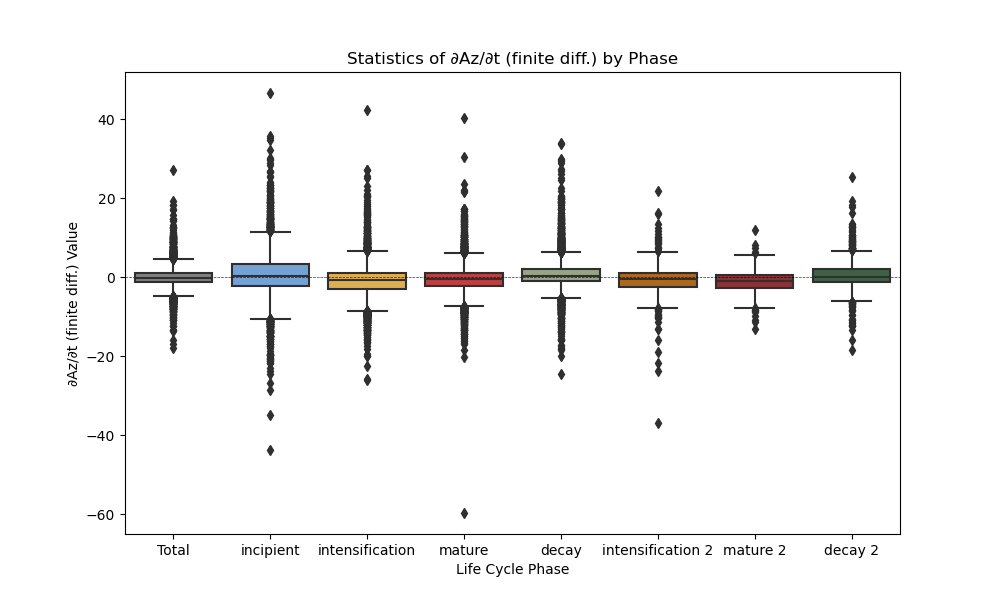 Statistics of ∂Az/∂t (finite diff.) by Phase
∂Az/∂t (finite diff.) Value
40
20
0
−20
−40
−60
Total
incipient
intensification
mature
decay
intensification 2
mature 2
decay 2
Life Cycle Phase